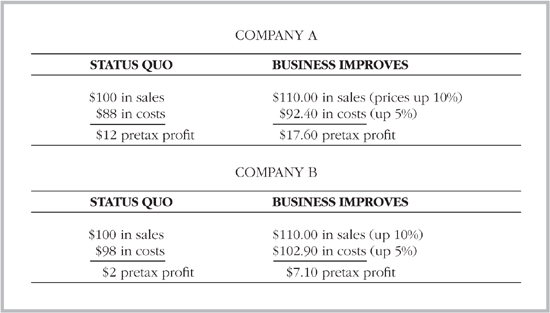 COMPANY A
STATUS QUO BUSINESS IMPROVES
$100 in sales $110.00 in sales (prices up 10%)
$88 in costs $92.40 in costs (up 5%)
$12 pretax profit $17.60 pretax profit
COMPANY B
STATUS QUO BUSINESS IMPROVES
$100 in sales $110.00 in sales (up 10%)
$98 in costs $102.90 in costs (up 5%)
$2 pretax profit $7.10 pretax profit